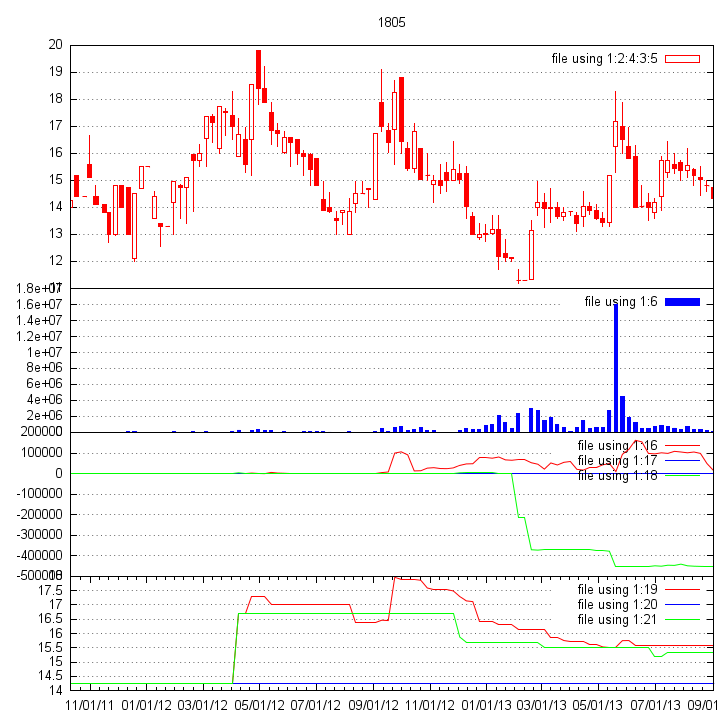 1805
20
file using 1:2:4:3:5
19
18
17
16
15
14
13
12
11
1.8e+07
file using 1:6
1.6e+07
1.4e+07
1.2e+07
1e+07
8e+06
6e+06
4e+06
2e+06
200000
file using 1:16
100000
file using 1:17
0
file using 1:18
-100000
-200000
-300000
-400000
-500000
18
17.5
file using 1:19
17
file using 1:20
16.5
file using 1:21
16
15.5
15
14.5
14
11/01/11 01/01/12 03/01/12 05/01/12 07/01/12 09/01/12 11/01/12 01/01/13 03/01/13 05/01/13 07/01/13 09/01